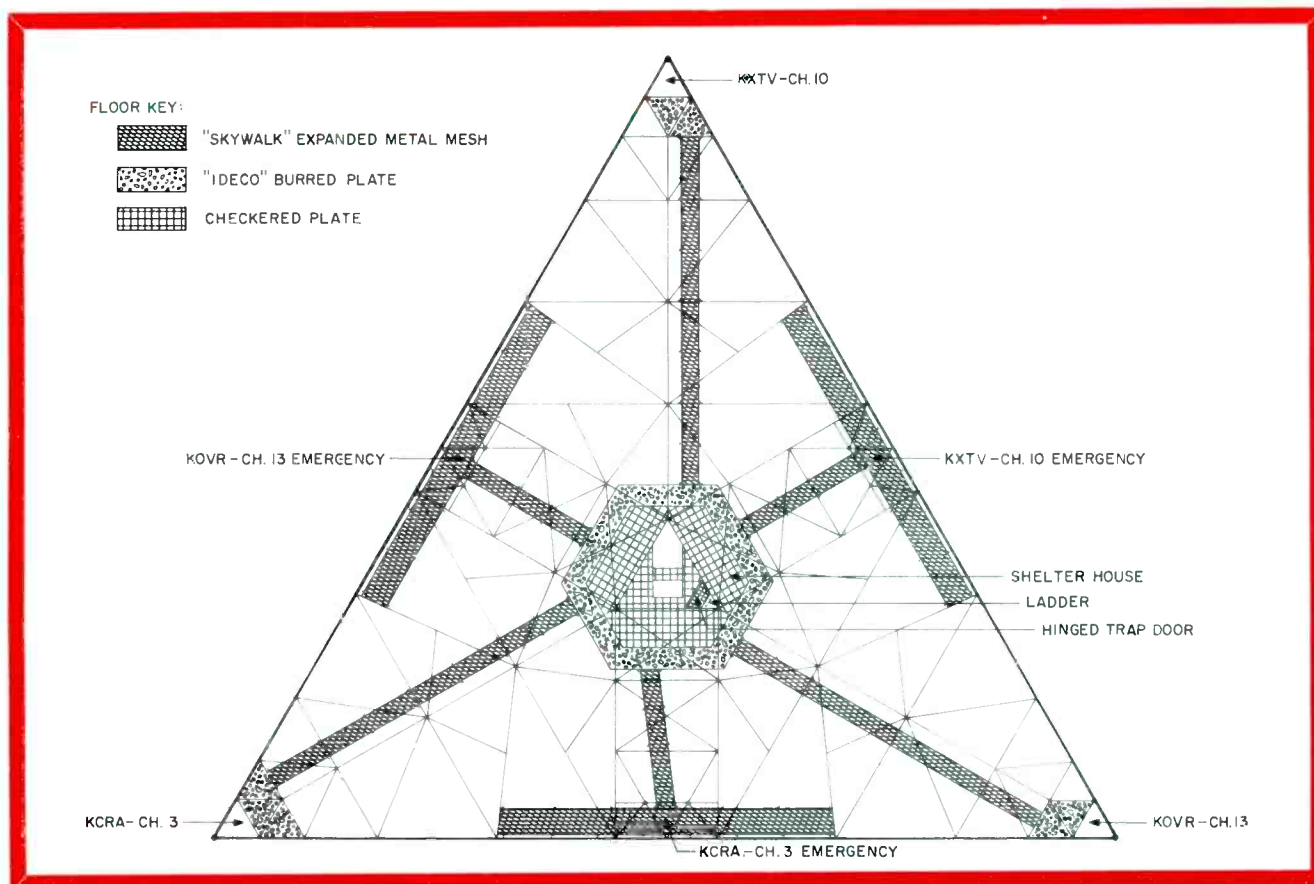 KXTV-CH. 10
FLOOR KEY:
"SKYWALK" EXPANDED METAL MESH
"IDECO" BURRED PLATE
CHECKERED PLATE
KOVR-CH. 13 EMERGENCY
KXTV-CH. 10 EMERGENCY
SHELTER HOUSE
LADDER
HINGED TRAP DOOR
KCRA-CH. 3
KOVR-CH. 13
KCRA-CH. 3 EMERGENCY